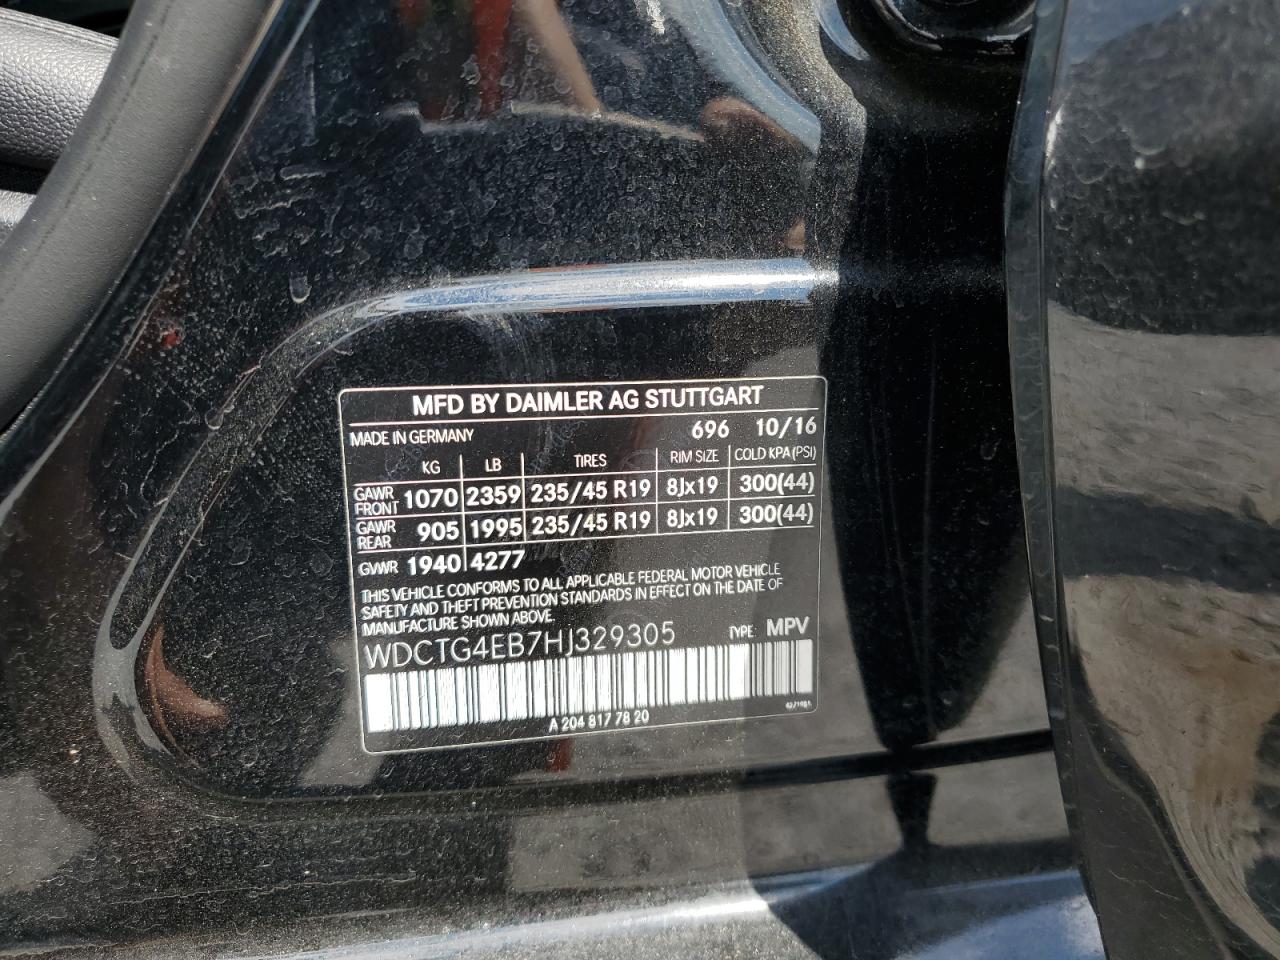 MFD BY DAIMLER AG STUTTGART
MADE IN GERMANY 696 10/16
KG LB TIRES RIM SIZE COLD KPA(PSI)
GAWR FRONT 1070 2359 235/45 R19 8Jx19 300(44)
GAWR REAR 905 1995 235/45 R19 8Jx19 300(44)
GVWR 1940 4277
THIS VEHICLE CONFORMS TO ALL APPLICABLE FEDERAL MOTOR VEHICLE
SAFETY AND THEFT PREVENTION STANDARDS IN EFFECT ON THE DATE OF
MANUFACTURE SHOWN ABOVE.
WDCTG4EB7HJ329305 TYPE: MPV
A 204 817 78 20